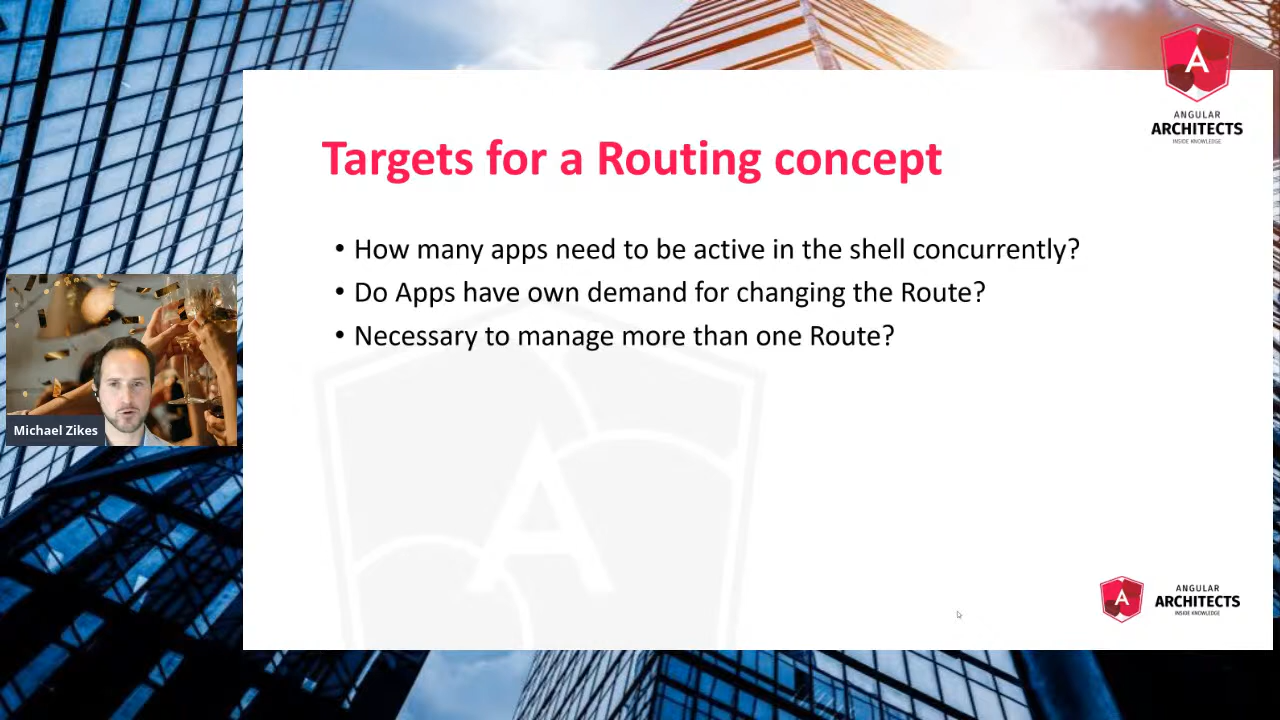 A
ANGULAR
ARCHITECTS
INSIDE KNOWLEDGE
Targets for a Routing concept
• How many apps need to be active in the shell concurrently?
• Do Apps have own demand for changing the Route?
• Necessary to manage more than one Route?
Michael Zikes
A
A
ANGULAR
ARCHITECTS
INSIDE KNOWLEDGE